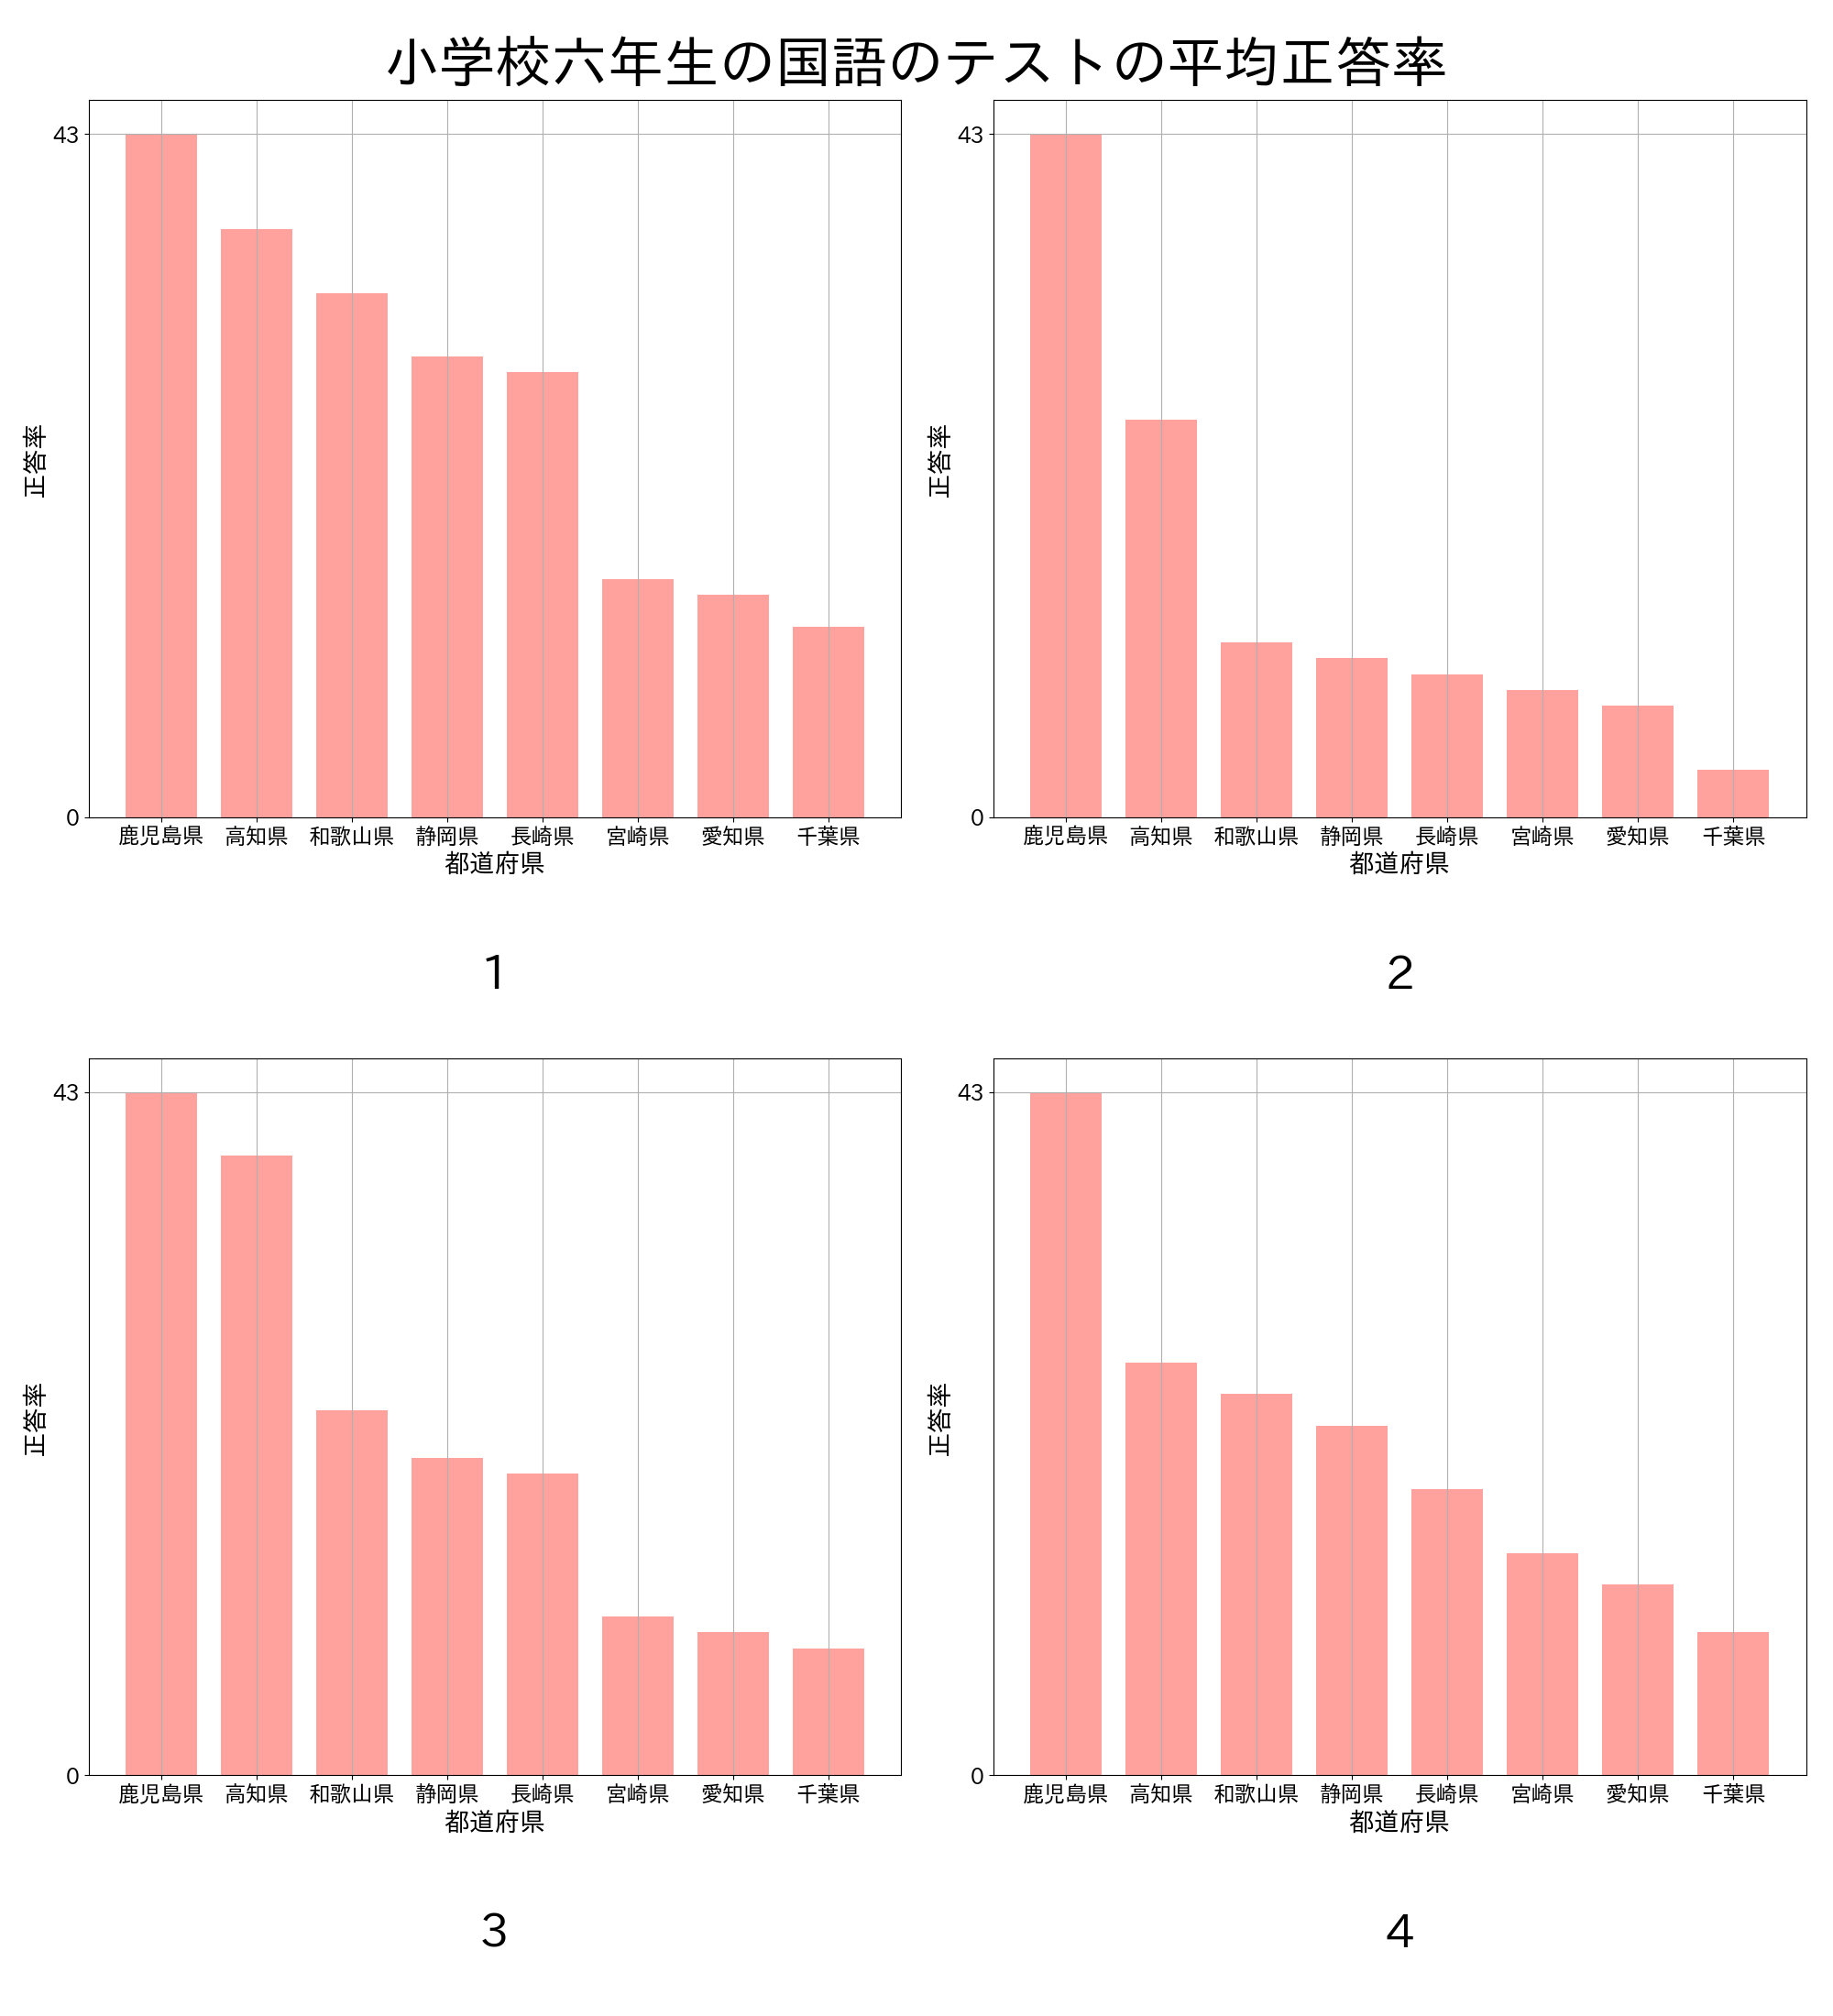 小学校六年生の国語のテストの平均正答率
43
正答率
0
鹿児島県 高知県 和歌山県 静岡県 長崎県 宮崎県 愛知県 千葉県
都道府県
1
43
正答率
0
鹿児島県 高知県 和歌山県 静岡県 長崎県 宮崎県 愛知県 千葉県
都道府県
2
43
正答率
0
鹿児島県 高知県 和歌山県 静岡県 長崎県 宮崎県 愛知県 千葉県
都道府県
3
43
正答率
0
鹿児島県 高知県 和歌山県 静岡県 長崎県 宮崎県 愛知県 千葉県
都道府県
4